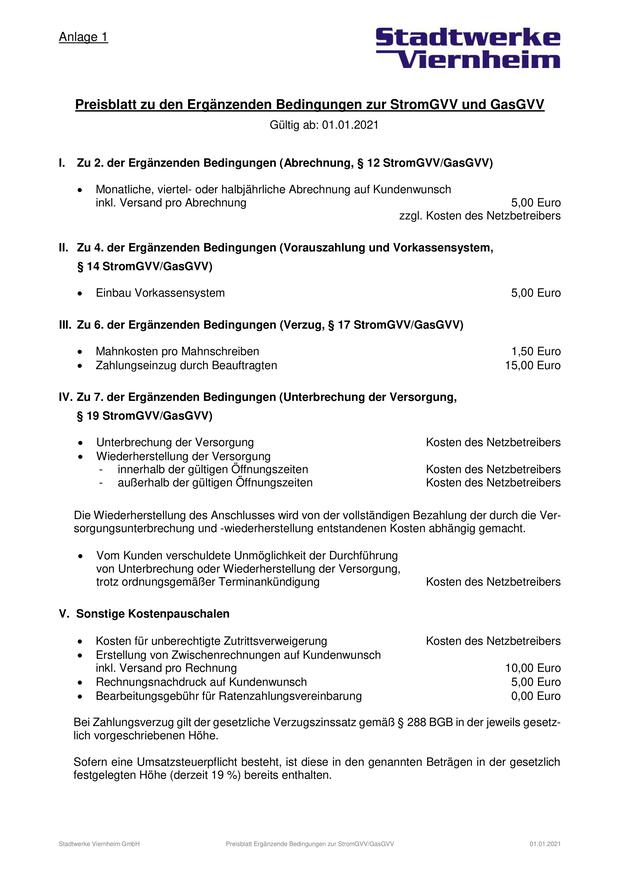 Anlage 1
Stadtwerke
Viernheim
Preisblatt zu den Ergänzenden Bedingungen zur StromGVV und GasGVV
Gültig ab: 01.01.2021
I. Zu 2. der Ergänzenden Bedingungen (Abrechnung, § 12 StromGVV/GasGVV)
• Monatliche, viertel- oder halbjährliche Abrechnung auf Kundenwunsch
inkl. Versand pro Abrechnung 5,00 Euro
zzgl. Kosten des Netzbetreibers
II. Zu 4. der Ergänzenden Bedingungen (Vorauszahlung und Vorkassensystem,
§ 14 StromGVV/GasGVV)
• Einbau Vorkassensystem 5,00 Euro
III. Zu 6. der Ergänzenden Bedingungen (Verzug, § 17 StromGVV/GasGVV)
• Mahnkosten pro Mahnschreiben 1,50 Euro
• Zahlungseinzug durch Beauftragten 15,00 Euro
IV. Zu 7. der Ergänzenden Bedingungen (Unterbrechung der Versorgung,
§ 19 StromGVV/GasGVV)
• Unterbrechung der Versorgung Kosten des Netzbetreibers
• Wiederherstellung der Versorgung
- innerhalb der gültigen Öffnungszeiten Kosten des Netzbetreibers
- außerhalb der gültigen Öffnungszeiten Kosten des Netzbetreibers
Die Wiederherstellung des Anschlusses wird von der vollständigen Bezahlung der durch die Ver-
sorgungsunterbrechung und -wiederherstellung entstandenen Kosten abhängig gemacht.
• Vom Kunden verschuldete Unmöglichkeit der Durchführung
von Unterbrechung oder Wiederherstellung der Versorgung,
trotz ordnungsgemäßer Terminankündigung Kosten des Netzbetreibers
V. Sonstige Kostenpauschalen
• Kosten für unberechtigte Zutrittsverweigerung Kosten des Netzbetreibers
• Erstellung von Zwischenrechnungen auf Kundenwunsch
inkl. Versand pro Rechnung 10,00 Euro
• Rechnungsnachdruck auf Kundenwunsch 5,00 Euro
• Bearbeitungsgebühr für Ratenzahlungsvereinbarung 0,00 Euro
Bei Zahlungsverzug gilt der gesetzliche Verzugszinssatz gemäß § 288 BGB in der jeweils gesetz-
lich vorgeschriebenen Höhe.
Sofern eine Umsatzsteuerpflicht besteht, ist diese in den genannten Beträgen in der gesetzlich
festgelegten Höhe (derzeit 19 %) bereits enthalten.
Stadtwerke Viernheim GmbH Preisblatt Ergänzende Bedingungen zur StromGVV/GasGVV 01.01.2021